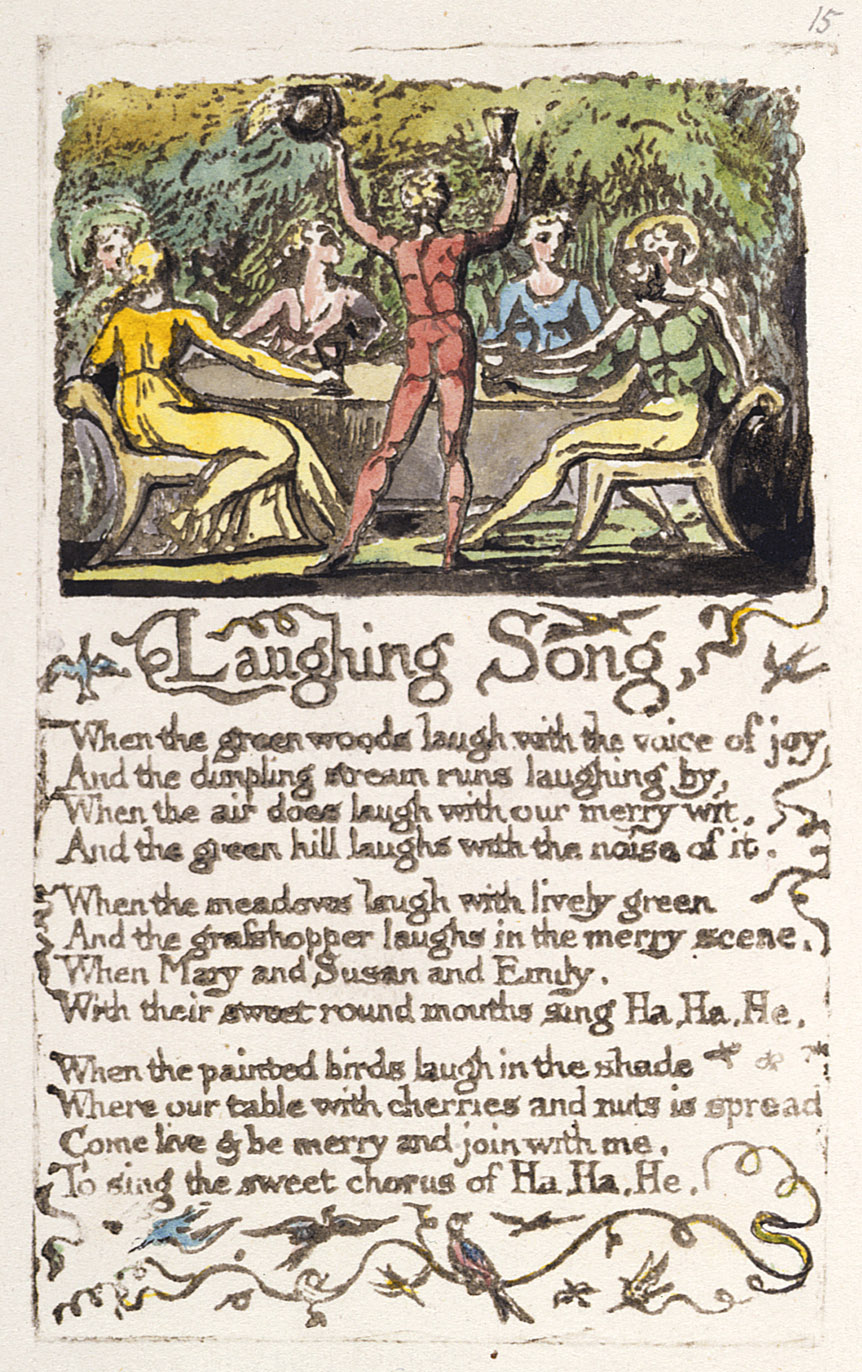 15
Laughing Song,
When the green woods laugh with the voice of joy
And the dimpling stream runs laughing by,
When the air does laugh with our merry wit,
And the green hill laughs with the noise of it.
When the meadows laugh with lively green
And the grasshopper laughs in the merry scene,
When Mary and Susan and Emily,
With their sweet round mouths sing Ha, Ha, He,
When the painted birds laugh in the shade
Where our table with cherries and nuts is spread
Come live & be merry and join with me,
To sing the sweet chorus of Ha, Ha, He,